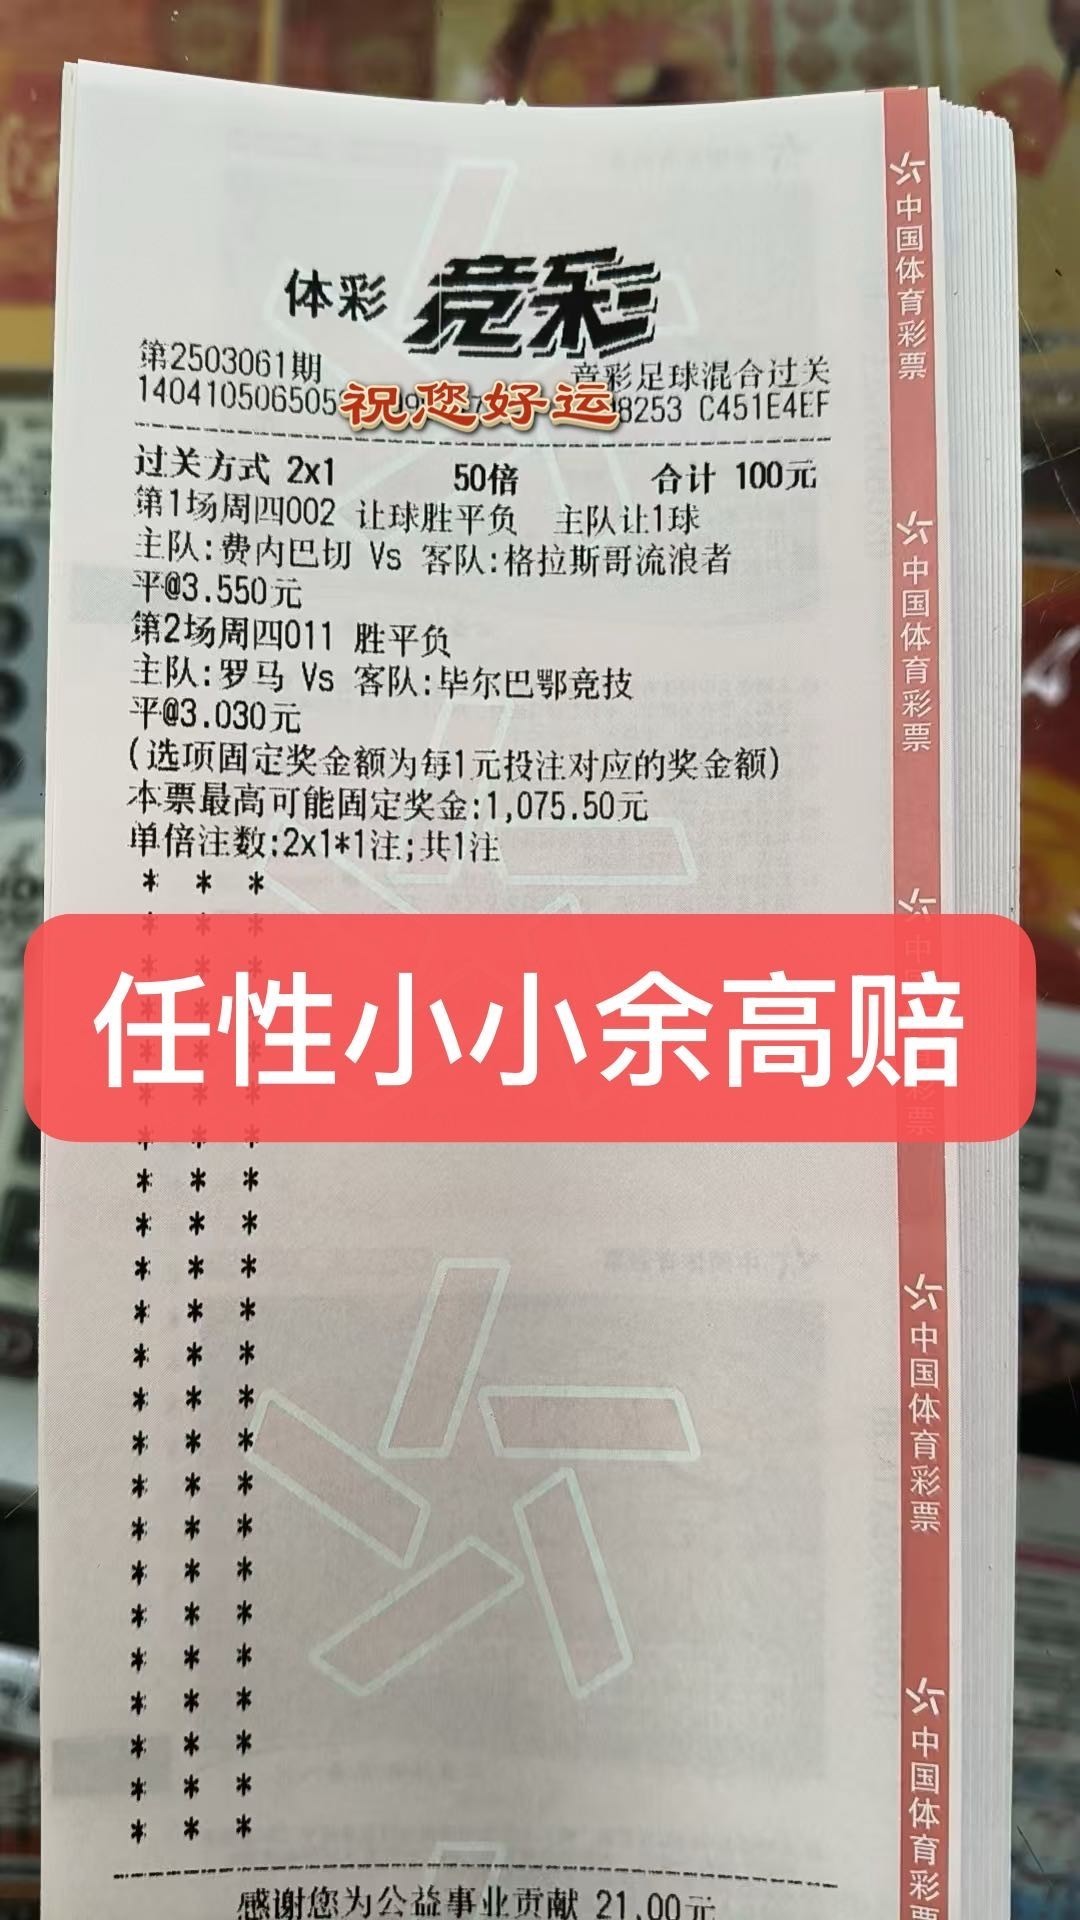 体彩 竞彩
第2503061期 竞彩足球混合过关
140410506505 8253 C451E4EF
祝您好运
过关方式 2x1 50倍 合计 100元
第1场周四002 让球胜平负 主队让1球
主队:费内巴切 Vs 客队:格拉斯哥流浪者
平@3.550元
第2场周四011 胜平负
主队:罗马 Vs 客队:毕尔巴鄂竞技
平@3.030元
(选项固定奖金额为每1元投注对应的奖金额)
本票最高可能固定奖金:1,075.50元
单倍注数:2x1*1注;共1注
任性小小余高赔
感谢您为公益事业贡献 21.00元
中国体育彩票
中国体育彩票
中国体育彩票
中国体育彩票
中国体育彩票